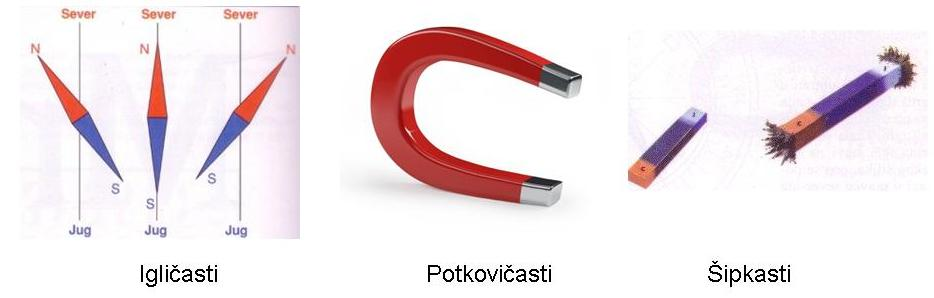 Sever Sever Sever
N N N
S S S
Jug Jug Jug
J
c
J
c
Igličasti Potkovičasti Šipkasti